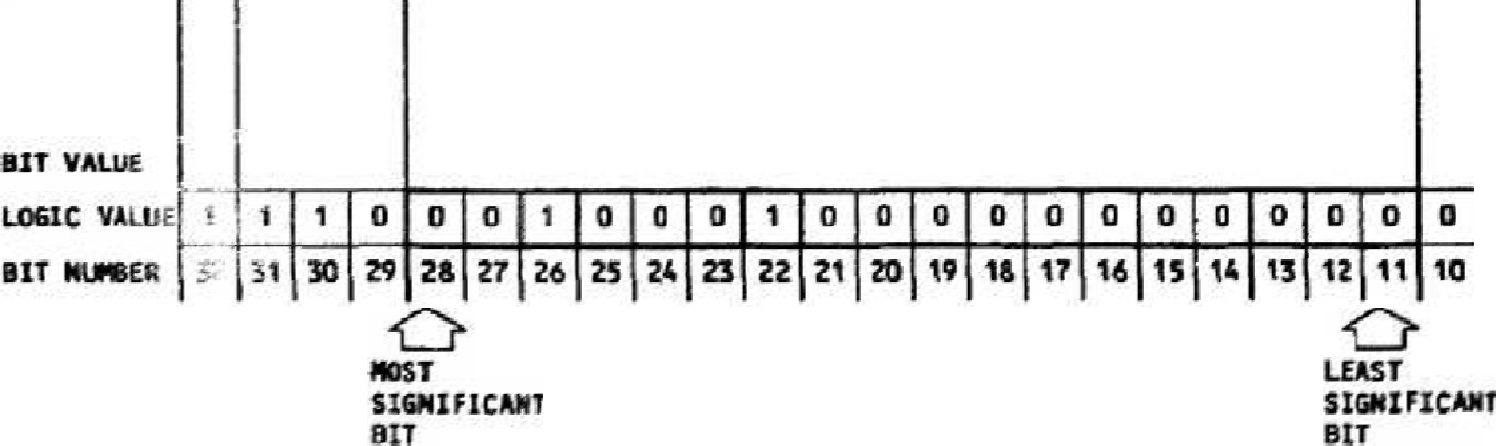 BIT VALUE
LOGIC VALUE 1 1 1 0 0 0 1 0 0 0 1 0 0 0 0 0 0 0 0 0 0 0 0
BIT NUMBER 31 30 29 28 27 26 25 24 23 22 21 20 19 18 17 16 15 14 13 12 11 10
MOST
SIGNIFICANT
BIT
LEAST
SIGNIFICANT
BIT